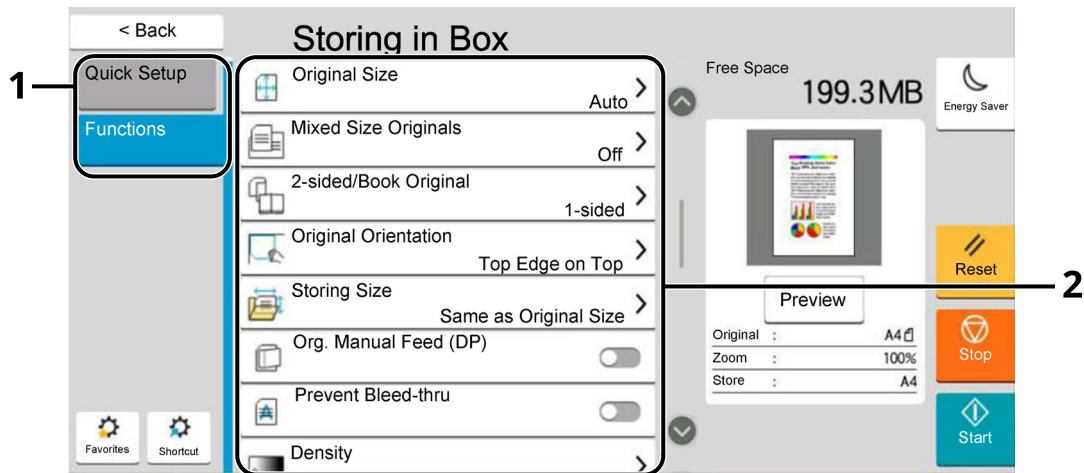 < Back
Storing in Box
1
Quick Setup
Functions
Original Size
Auto
Mixed Size Originals
Off
2-sided/Book Original
1-sided
Original Orientation
Top Edge on Top
Storing Size
Same as Original Size
Org. Manual Feed (DP)
Prevent Bleed-thru
Density
Favorites
Shortcut
Free Space
199.3MB
Preview
Original : A4
Zoom : 100%
Store : A4
Energy Saver
Reset
2
Stop
Start